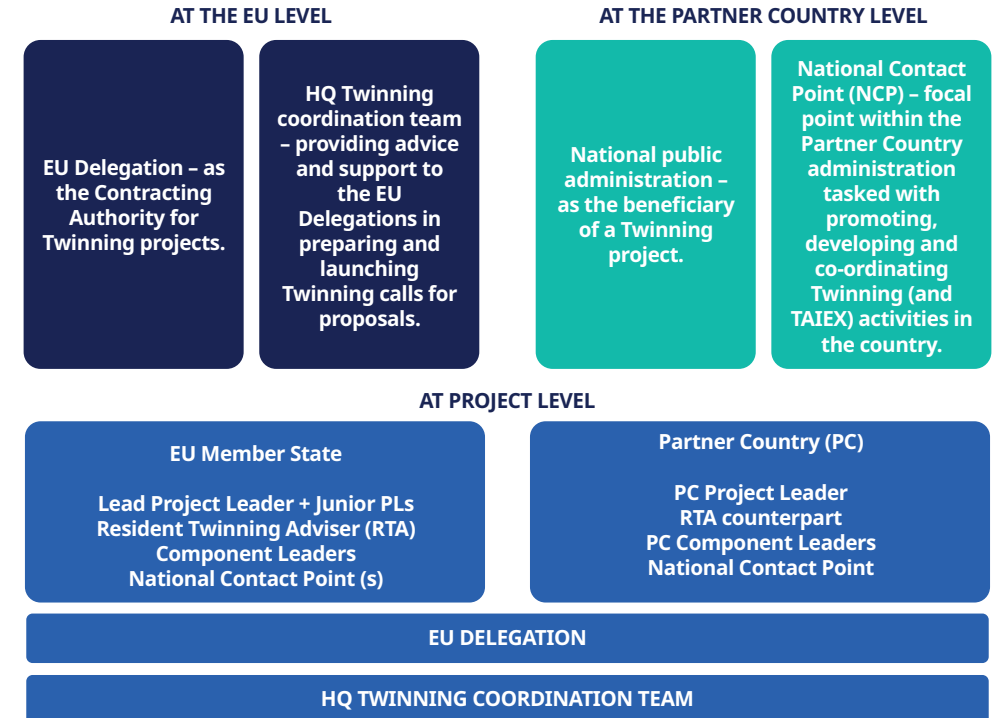 AT THE EU LEVEL
EU Delegation – as
the Contracting
Authority for
Twinning projects.
HQ Twinning
coordination team
– providing advice
and support to
the EU
Delegations in
preparing and
launching
Twinning calls for
proposals.
AT THE PARTNER COUNTRY LEVEL
National public
administration –
as the beneficiary
of a Twinning
project.
National Contact
Point (NCP) – focal
point within the
Partner Country
administration
tasked with
promoting,
developing and
co-ordinating
Twinning (and
TAIEX) activities in
the country.
AT PROJECT LEVEL
EU Member State
Lead Project Leader + Junior PLs
Resident Twinning Adviser (RTA)
Component Leaders
National Contact Point (s)
Partner Country (PC)
PC Project Leader
RTA counterpart
PC Component Leaders
National Contact Point
EU DELEGATION
HQ TWINNING COORDINATION TEAM